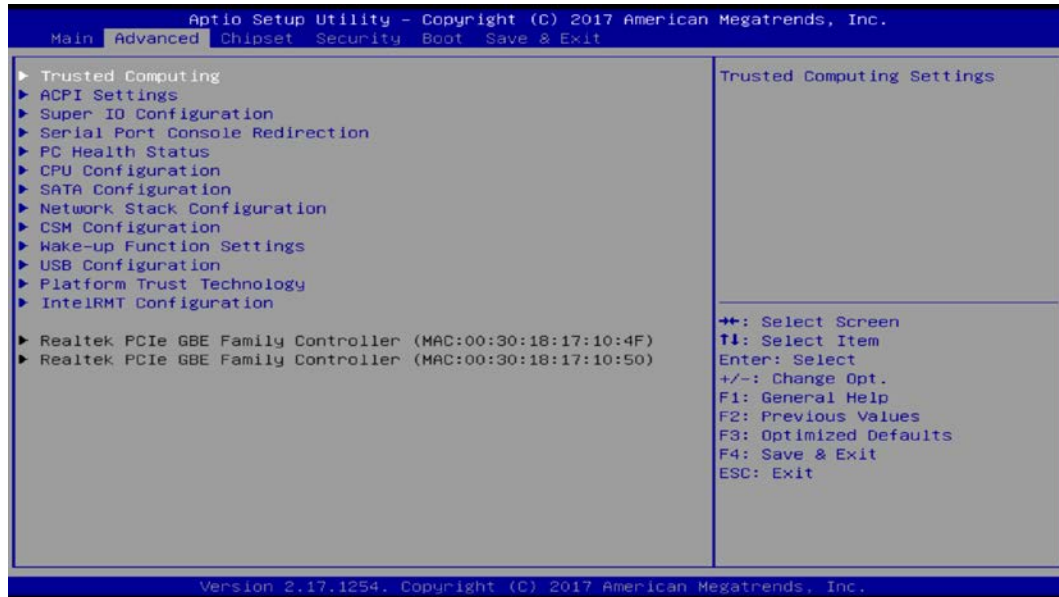 Aptio Setup Utility – Copyright (C) 2017 American Megatrends, Inc.
Main Advanced Chipset Security Boot Save & Exit
▶ Trusted Computing
▶ ACPI Settings
▶ Super IO Configuration
▶ Serial Port Console Redirection
▶ PC Health Status
▶ CPU Configuration
▶ SATA Configuration
▶ Network Stack Configuration
▶ CSM Configuration
▶ Wake-up Function Settings
▶ USB Configuration
▶ Platform Trust Technology
▶ IntelRMT Configuration
▶ Realtek PCIe GBE Family Controller (MAC:00:30:18:17:10:4F)
▶ Realtek PCIe GBE Family Controller (MAC:00:30:18:17:10:50)
Trusted Computing Settings
→←: Select Screen
↑↓: Select Item
Enter: Select
+/-: Change Opt.
F1: General Help
F2: Previous Values
F3: Optimized Defaults
F4: Save & Exit
ESC: Exit
Version 2.17.1254. Copyright (C) 2017 American Megatrends, Inc.